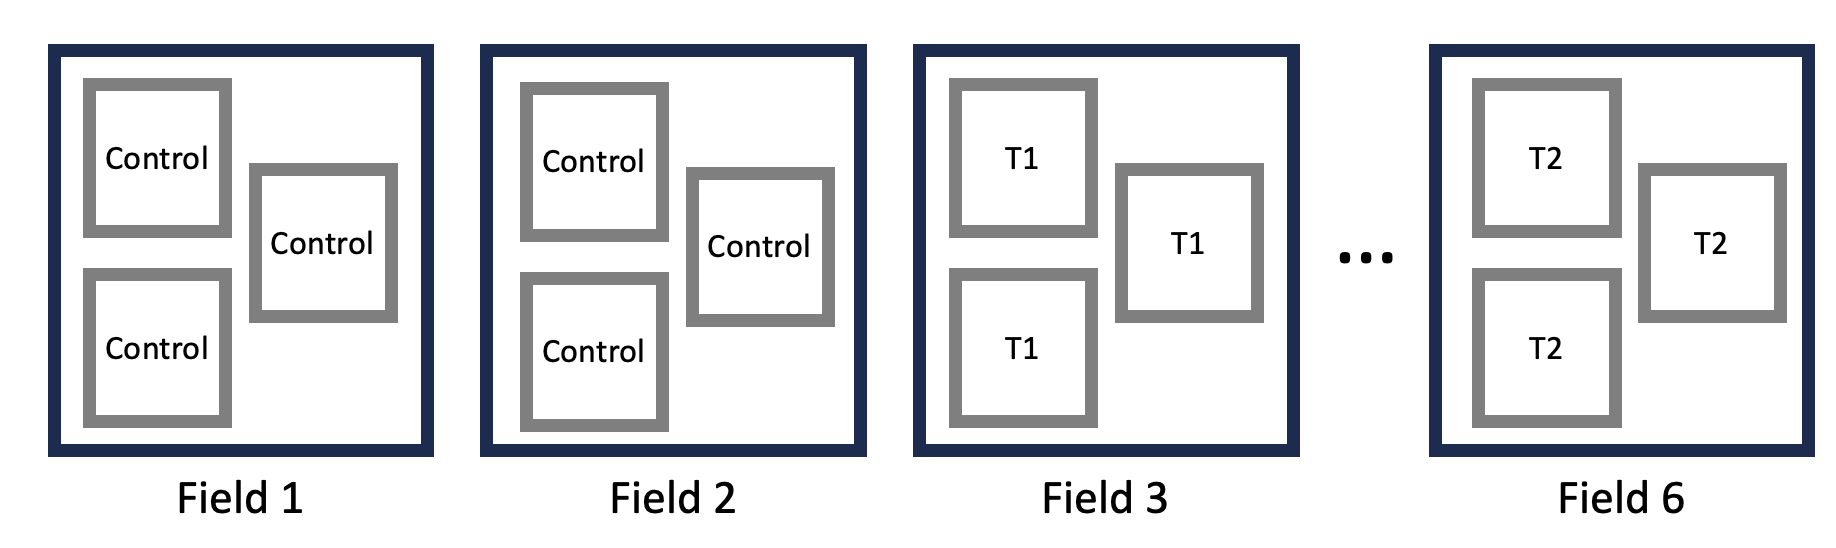 Control
Control
Control
Field 1
Control
Control
Control
Field 2
T1
T1
T1
Field 3
...
T2
T2
T2
Field 6